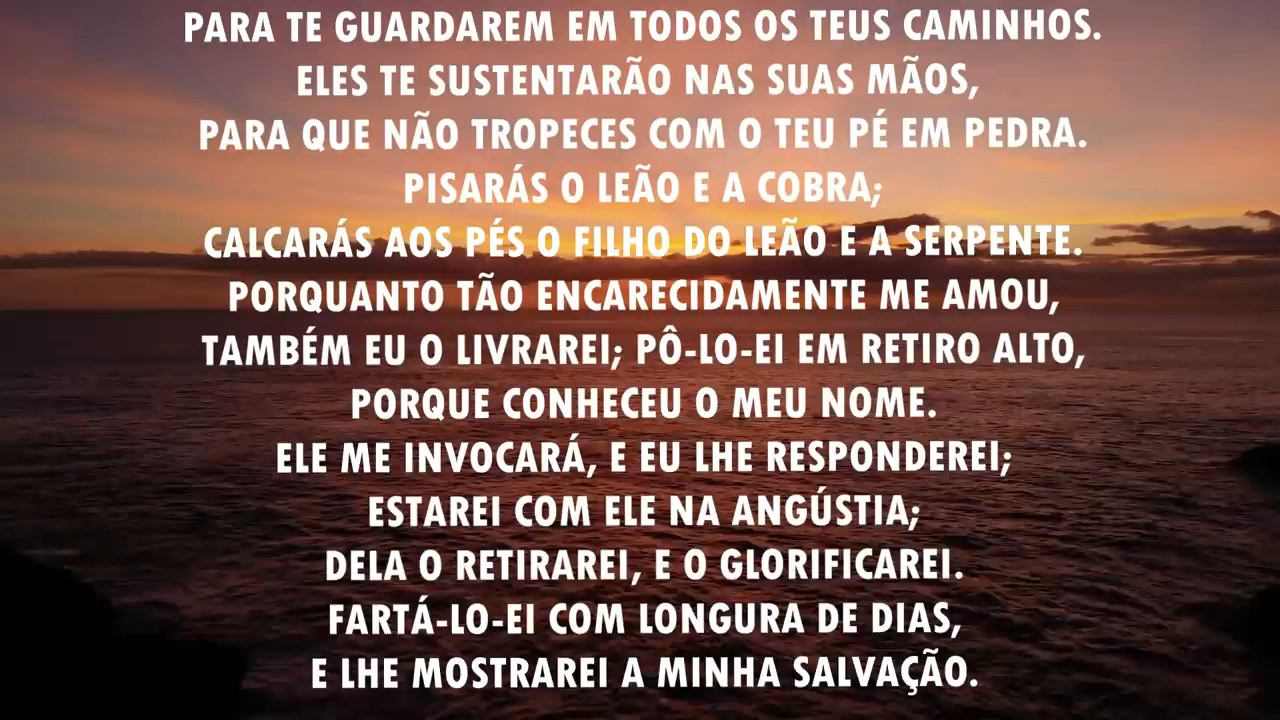 PARA TE GUARDAREM EM TODOS OS TEUS CAMINHOS.
ELES TE SUSTENTARÃO NAS SUAS MÃOS,
PARA QUE NÃO TROPECES COM O TEU PÉ EM PEDRA.
PISARÁS O LEÃO E A COBRA;
CALCARÁS AOS PÉS O FILHO DO LEÃO E A SERPENTE.
PORQUANTO TÃO ENCARECIDAMENTE ME AMOU,
TAMBÉM EU O LIVRAREI; PÔ-LO-EI EM RETIRO ALTO,
PORQUE CONHECEU O MEU NOME.
ELE ME INVOCARÁ, E EU LHE RESPONDEREI;
ESTAREI COM ELE NA ANGÚSTIA;
DELA O RETIRAREI, E O GLORIFICAREI.
FARTÁ-LO-EI COM LONGURA DE DIAS,
E LHE MOSTRAREI A MINHA SALVAÇÃO.